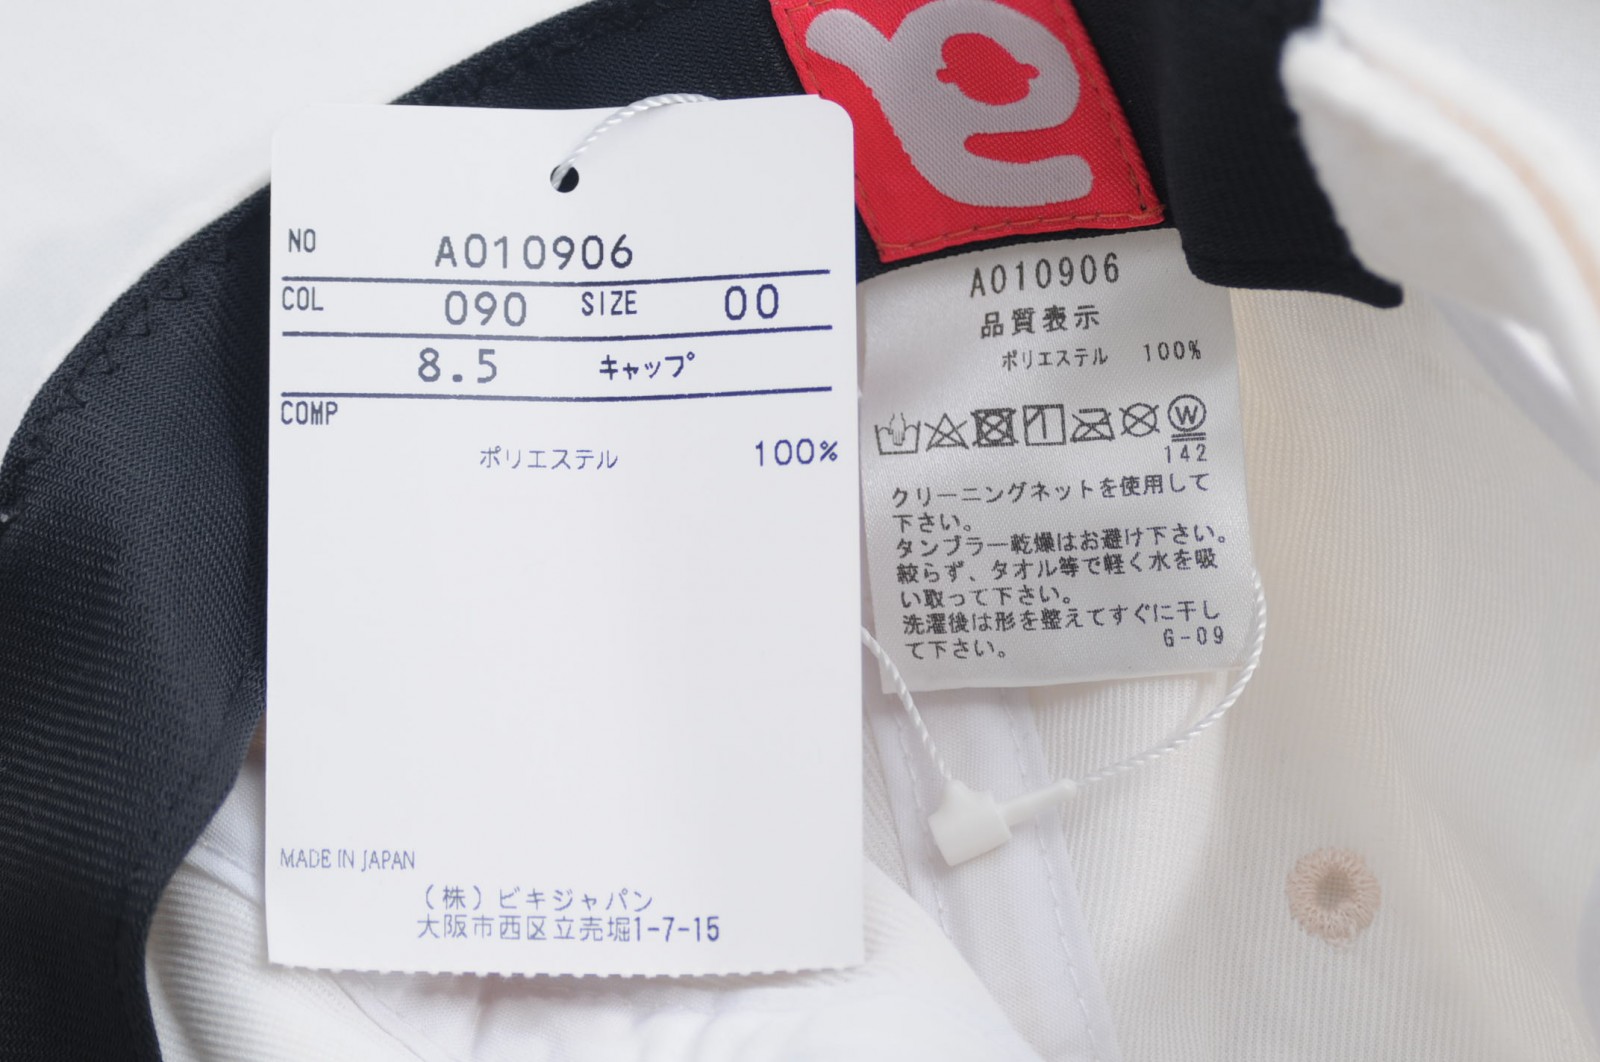 NO A010906
COL 090 SIZE 00
8.5 キャップ
COMP
ポリエステル 100%
MADE IN JAPAN
(株)ビキジャパン
大阪市西区立売堀1-7-15
A010906
品質表示
ポリエステル 100%
W
142
クリーニングネットを使用して
下さい。
タンブラー乾燥はお避け下さい。
絞らず、タオル等で軽く水を吸
い取って下さい。
洗濯後は形を整えてすぐに干し
て下さい。 G-09